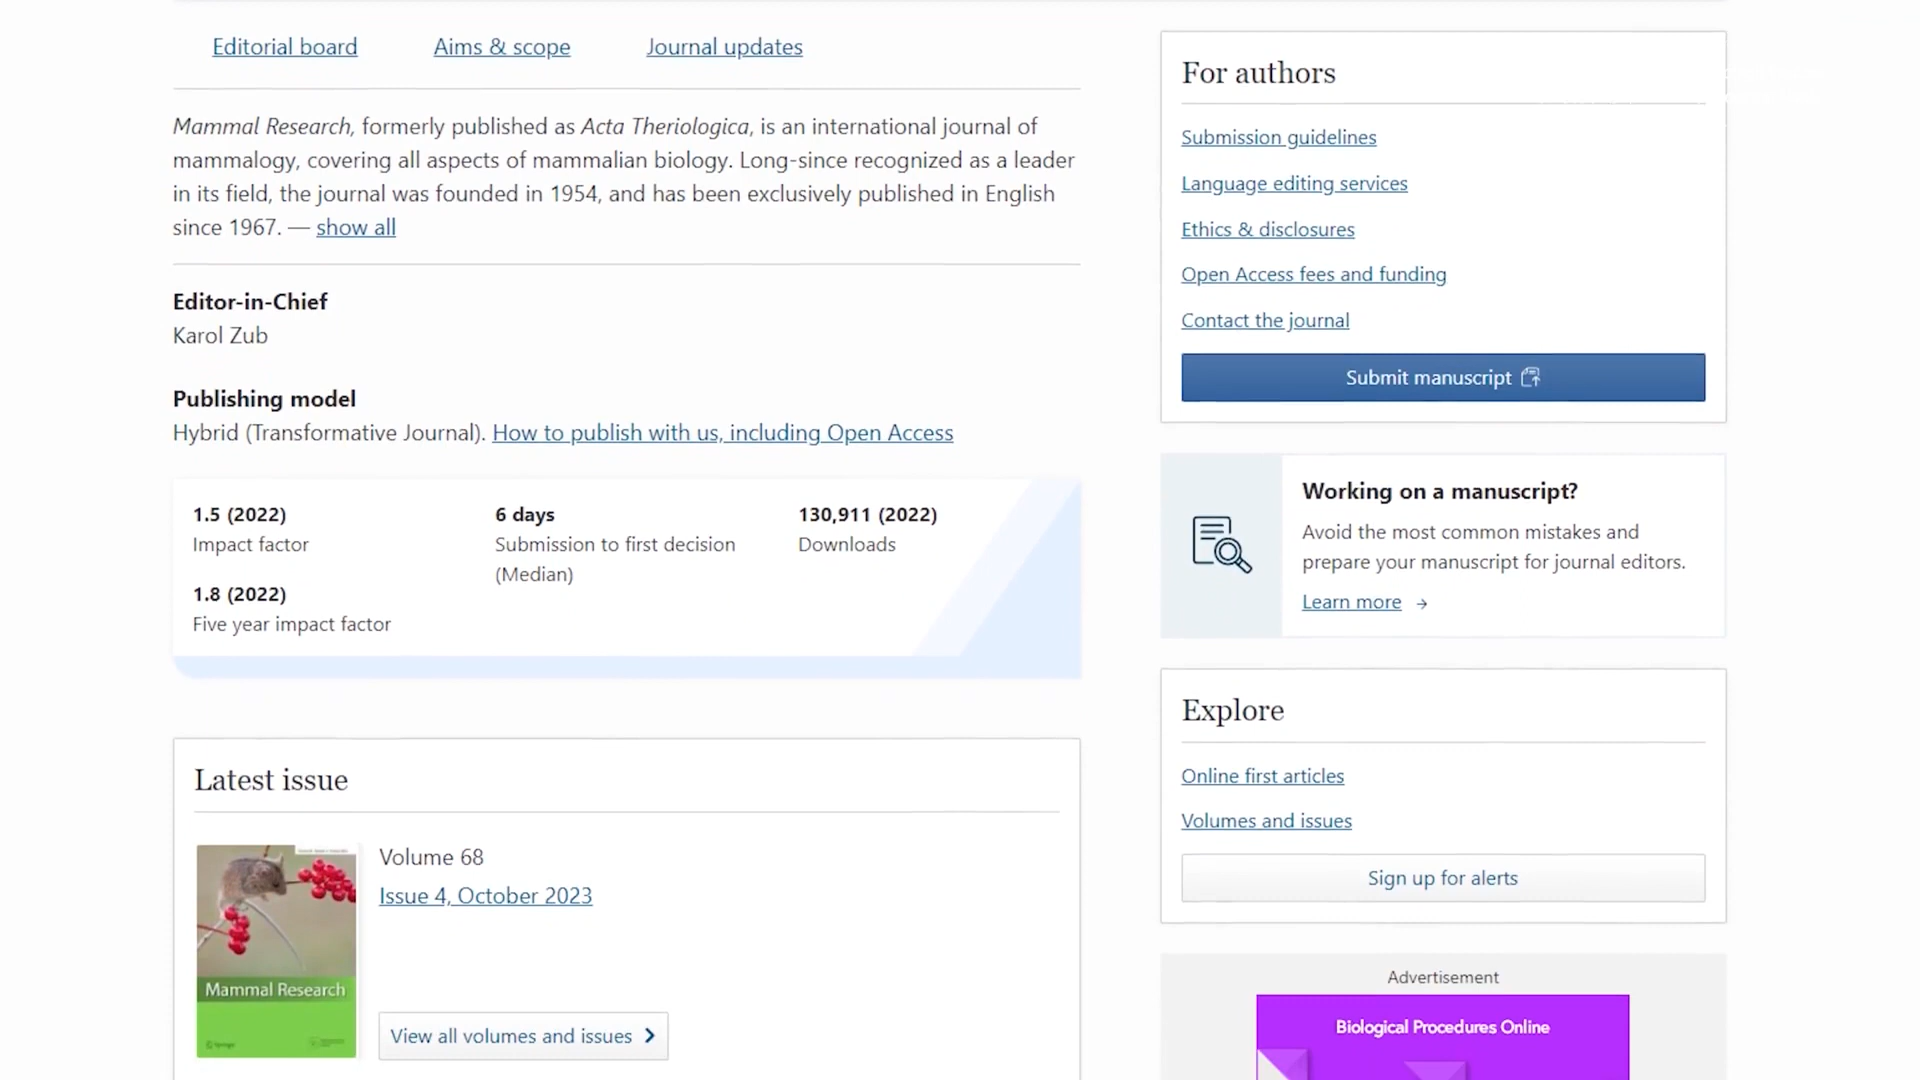 Editorial board
Aims & scope
Journal updates
Mammal Research, formerly published as Acta Theriologica, is an international journal of
mammalogy, covering all aspects of mammalian biology. Long-since recognized as a leader
in its field, the journal was founded in 1954, and has been exclusively published in English
since 1967. — show all
Editor-in-Chief
Karol Zub
Publishing model
Hybrid (Transformative Journal). How to publish with us, including Open Access
1.5 (2022)
Impact factor
1.8 (2022)
Five year impact factor
6 days
Submission to first decision
(Median)
130,911 (2022)
Downloads
Latest issue
Mammal Research
Volume 68
Issue 4, October 2023
View all volumes and issues
For authors
Submission guidelines
Language editing services
Ethics & disclosures
Open Access fees and funding
Contact the journal
Submit manuscript
Working on a manuscript?
Avoid the most common mistakes and
prepare your manuscript for journal editors.
Learn more →
Explore
Online first articles
Volumes and issues
Sign up for alerts
Advertisement
Biological Procedures Online